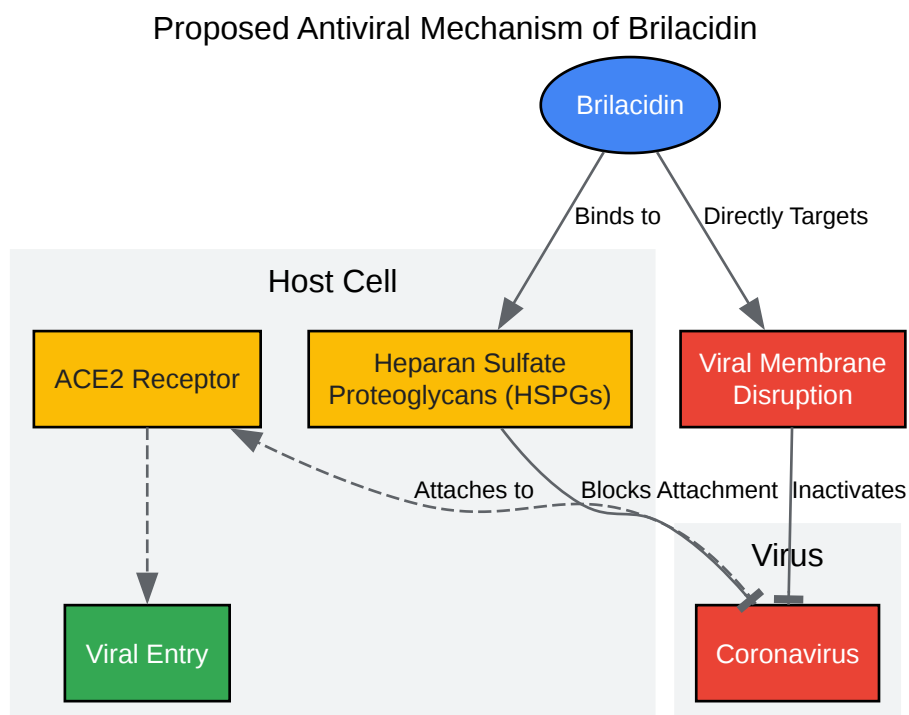 Proposed Antiviral Mechanism of Brilacidin
Brilacidin
Binds to
Directly Targets
Host Cell
ACE2 Receptor
Heparan Sulfate
Proteoglycans (HSPGs)
Viral Membrane
Disruption
Attaches to
Blocks Attachment
Inactivates
Virus
Viral Entry
Coronavirus